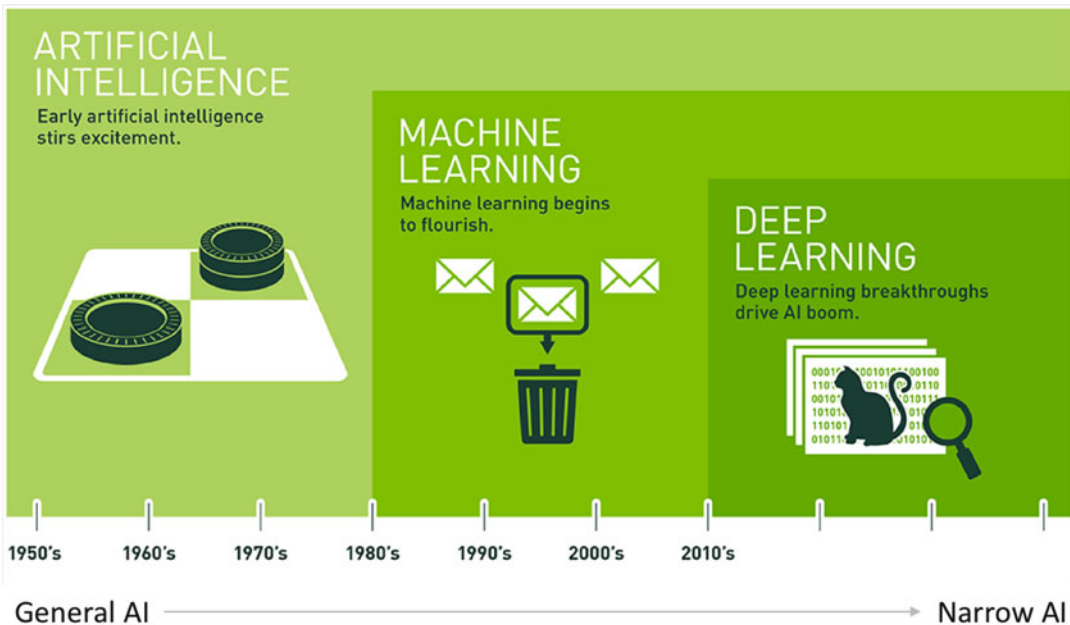 ARTIFICIAL
INTELLIGENCE
Early artificial intelligence
stirs excitement.
MACHINE
LEARNING
Machine learning begins
to flourish.
DEEP
LEARNING
Deep learning breakthroughs
drive AI boom.
1950's 1960's 1970's 1980's 1990's 2000's 2010's
General AI Narrow AI